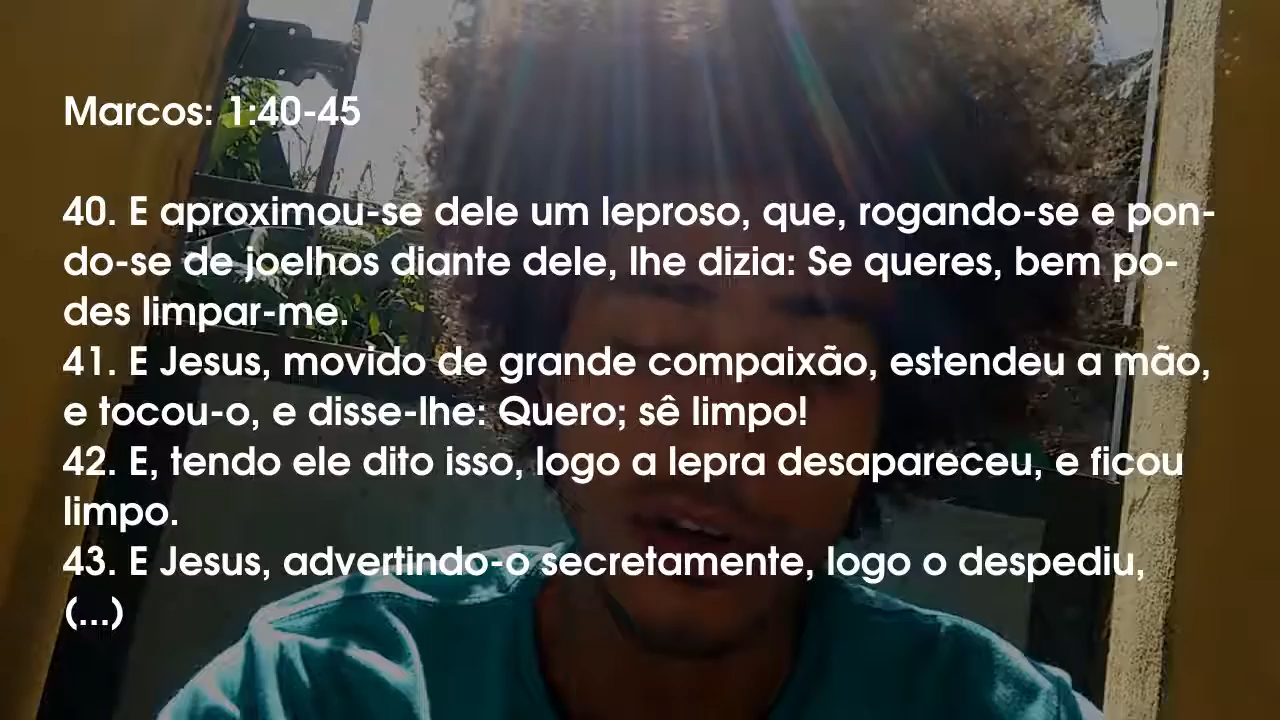 Marcos: 1:40-45
40. E aproximou-se dele um leproso, que, rogando-se e pon-
do-se de joelhos diante dele, lhe dizia: Se queres, bem po-
des limpar-me.
41. E Jesus, movido de grande compaixão, estendeu a mão,
e tocou-o, e disse-lhe: Quero; sê limpo!
42. E, tendo ele dito isso, logo a lepra desapareceu, e ficou
limpo.
43. E Jesus, advertindo-o secretamente, logo o despediu,
(...)